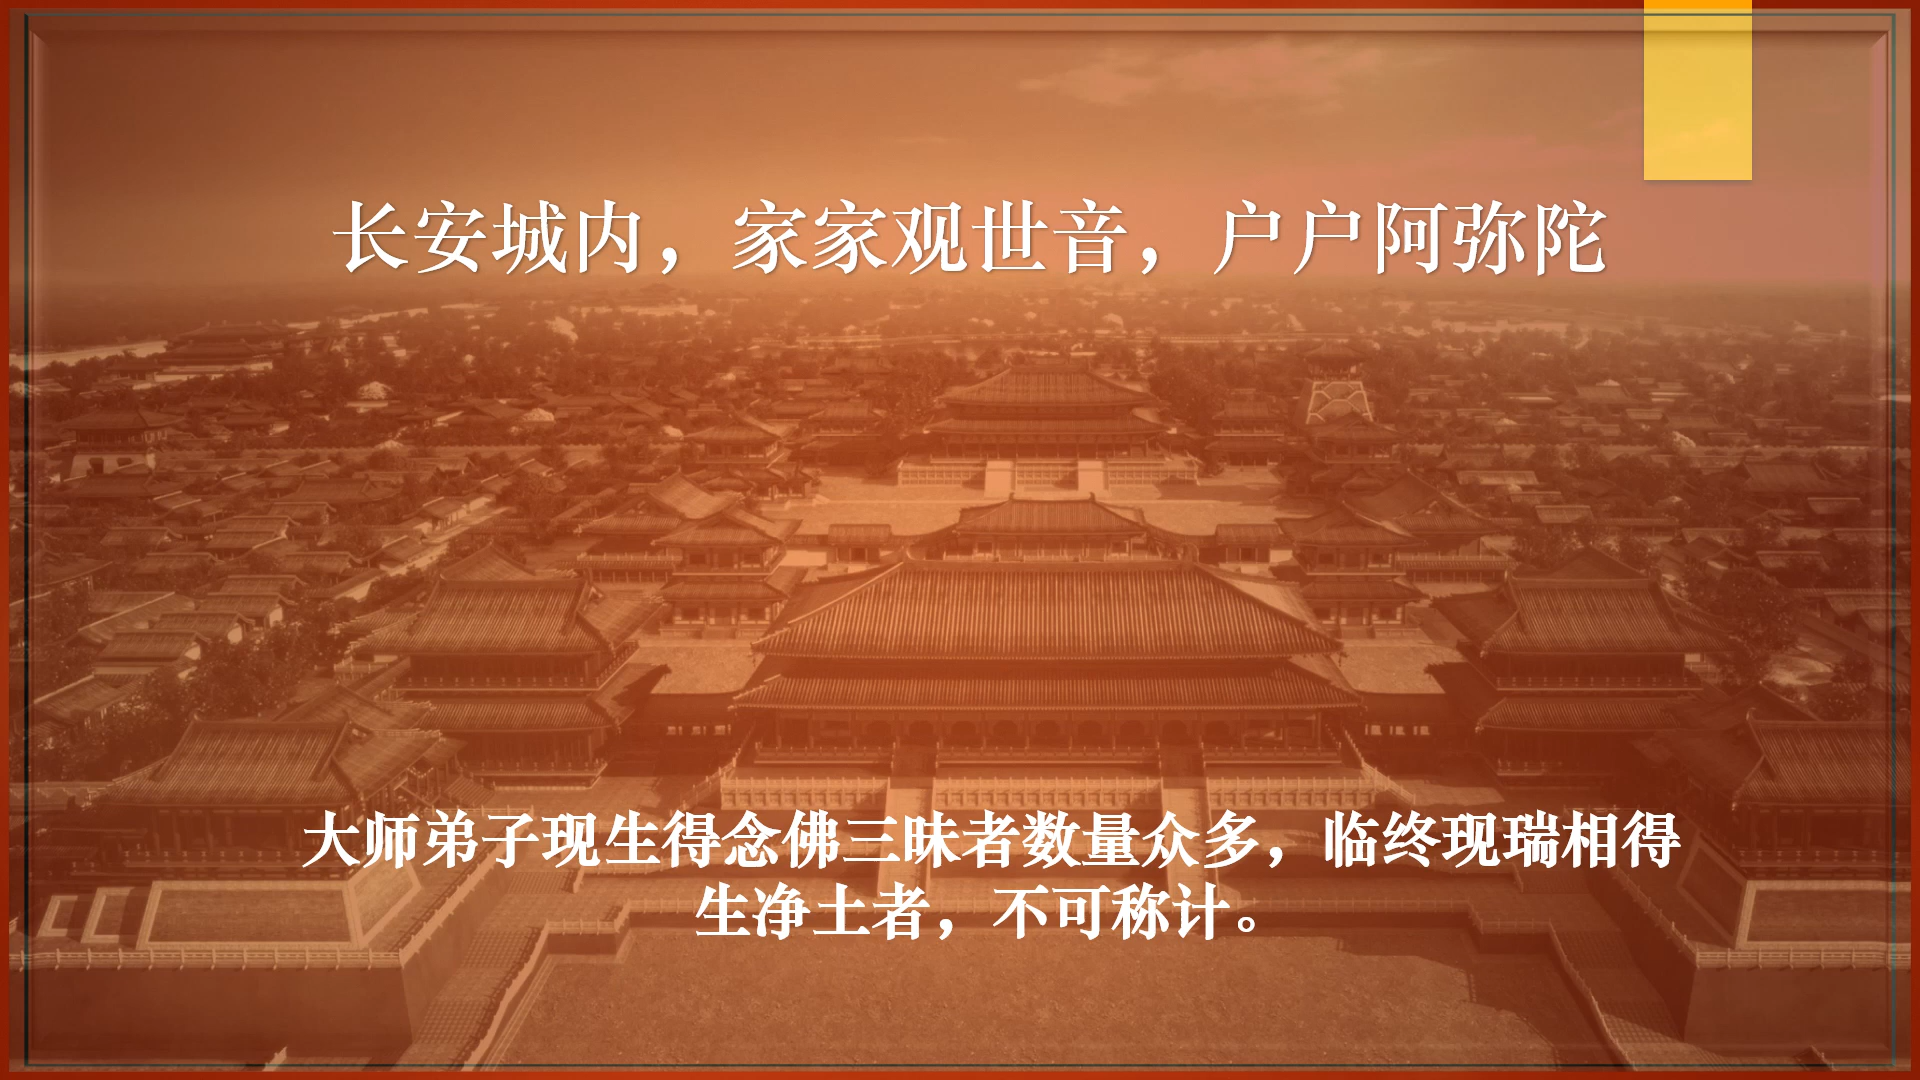 长安城内，家家观世音，户户阿弥陀
大师弟子现生得念佛三昧者数量众多，临终现瑞相得
生净土者，不可称计。